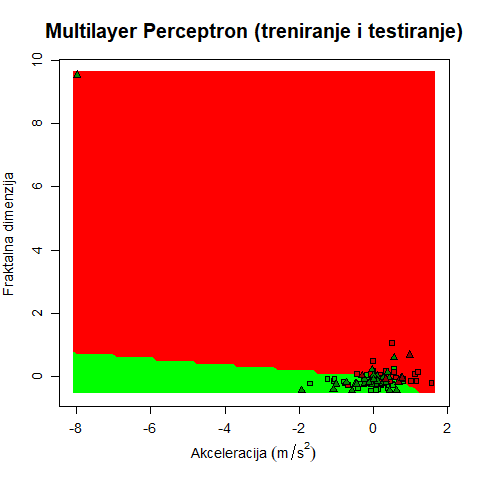 Multilayer Perceptron (treniranje i testiranje)
Fraktalna dimenzija
10
8
6
4
2
0
-8 -6 -4 -2 0 2
Akceleracija (m/s²)